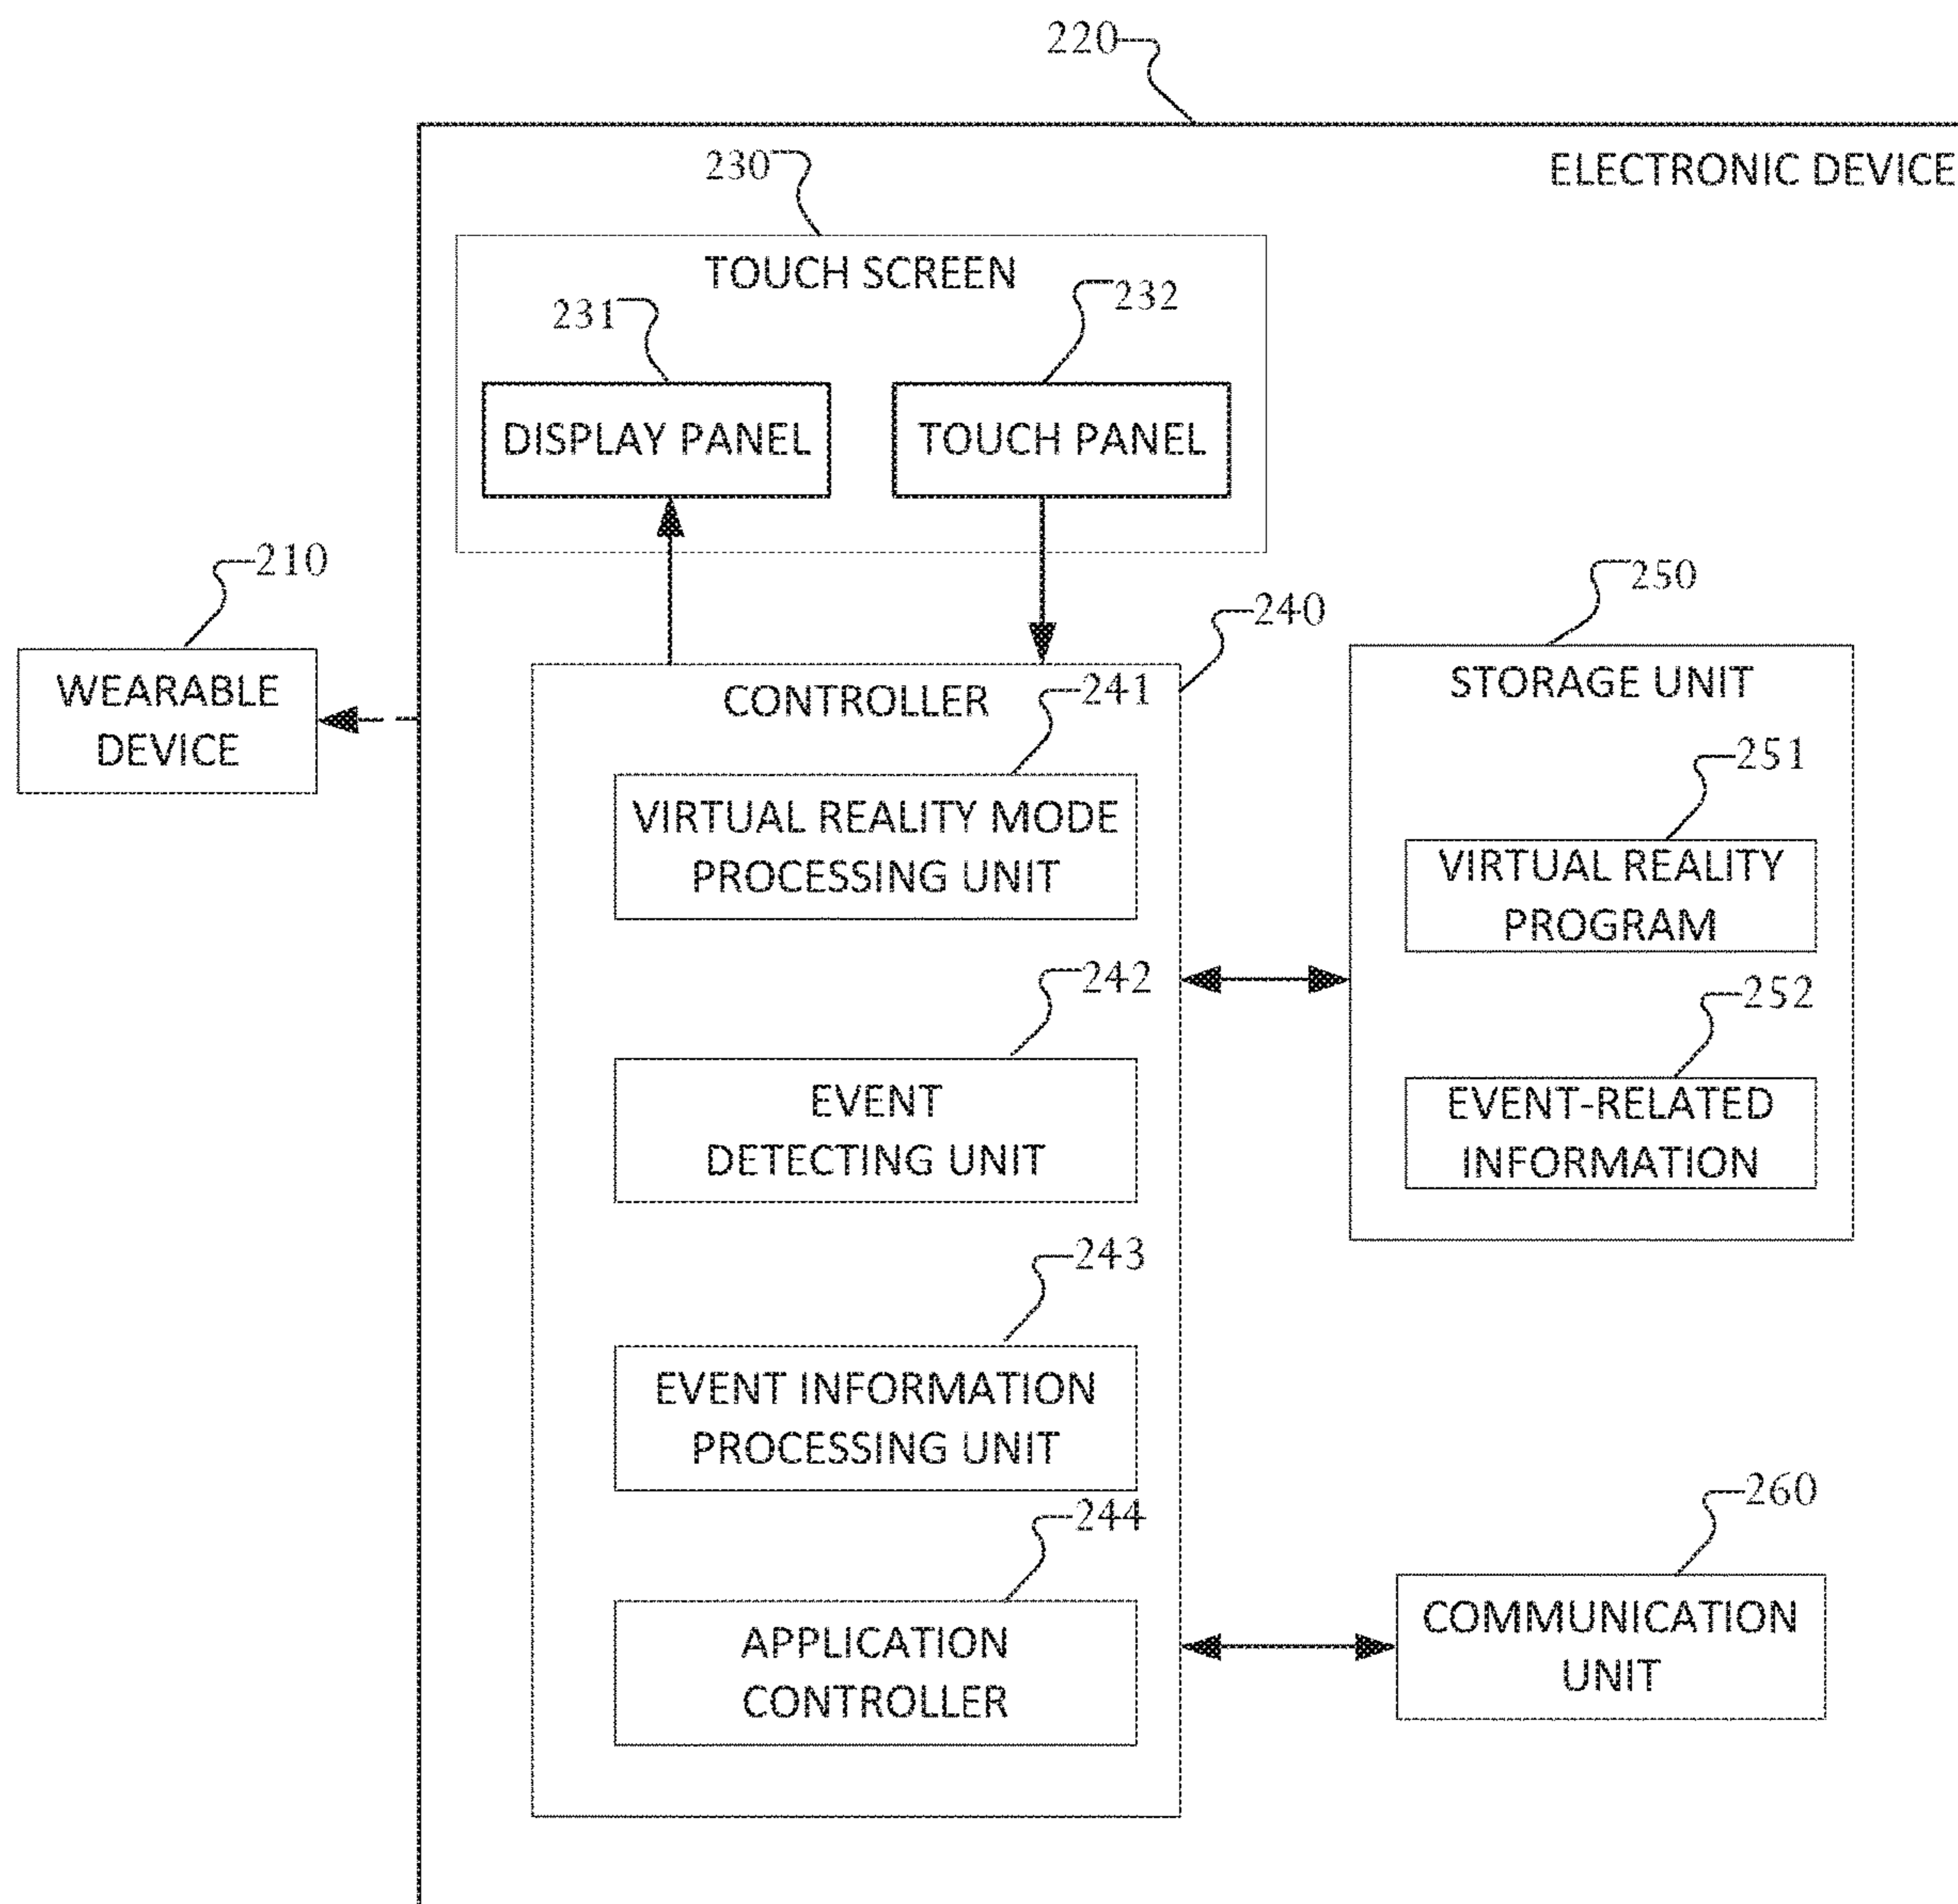 220
ELECTRONIC DEVICE
230
TOUCH SCREEN
231
232
DISPLAY PANEL
TOUCH PANEL
210
WEARABLE
DEVICE
240
CONTROLLER
241
VIRTUAL REALITY MODE
PROCESSING UNIT
242
EVENT
DETECTING UNIT
243
EVENT INFORMATION
PROCESSING UNIT
244
APPLICATION
CONTROLLER
250
STORAGE UNIT
251
VIRTUAL REALITY
PROGRAM
252
EVENT-RELATED
INFORMATION
260
COMMUNICATION
UNIT